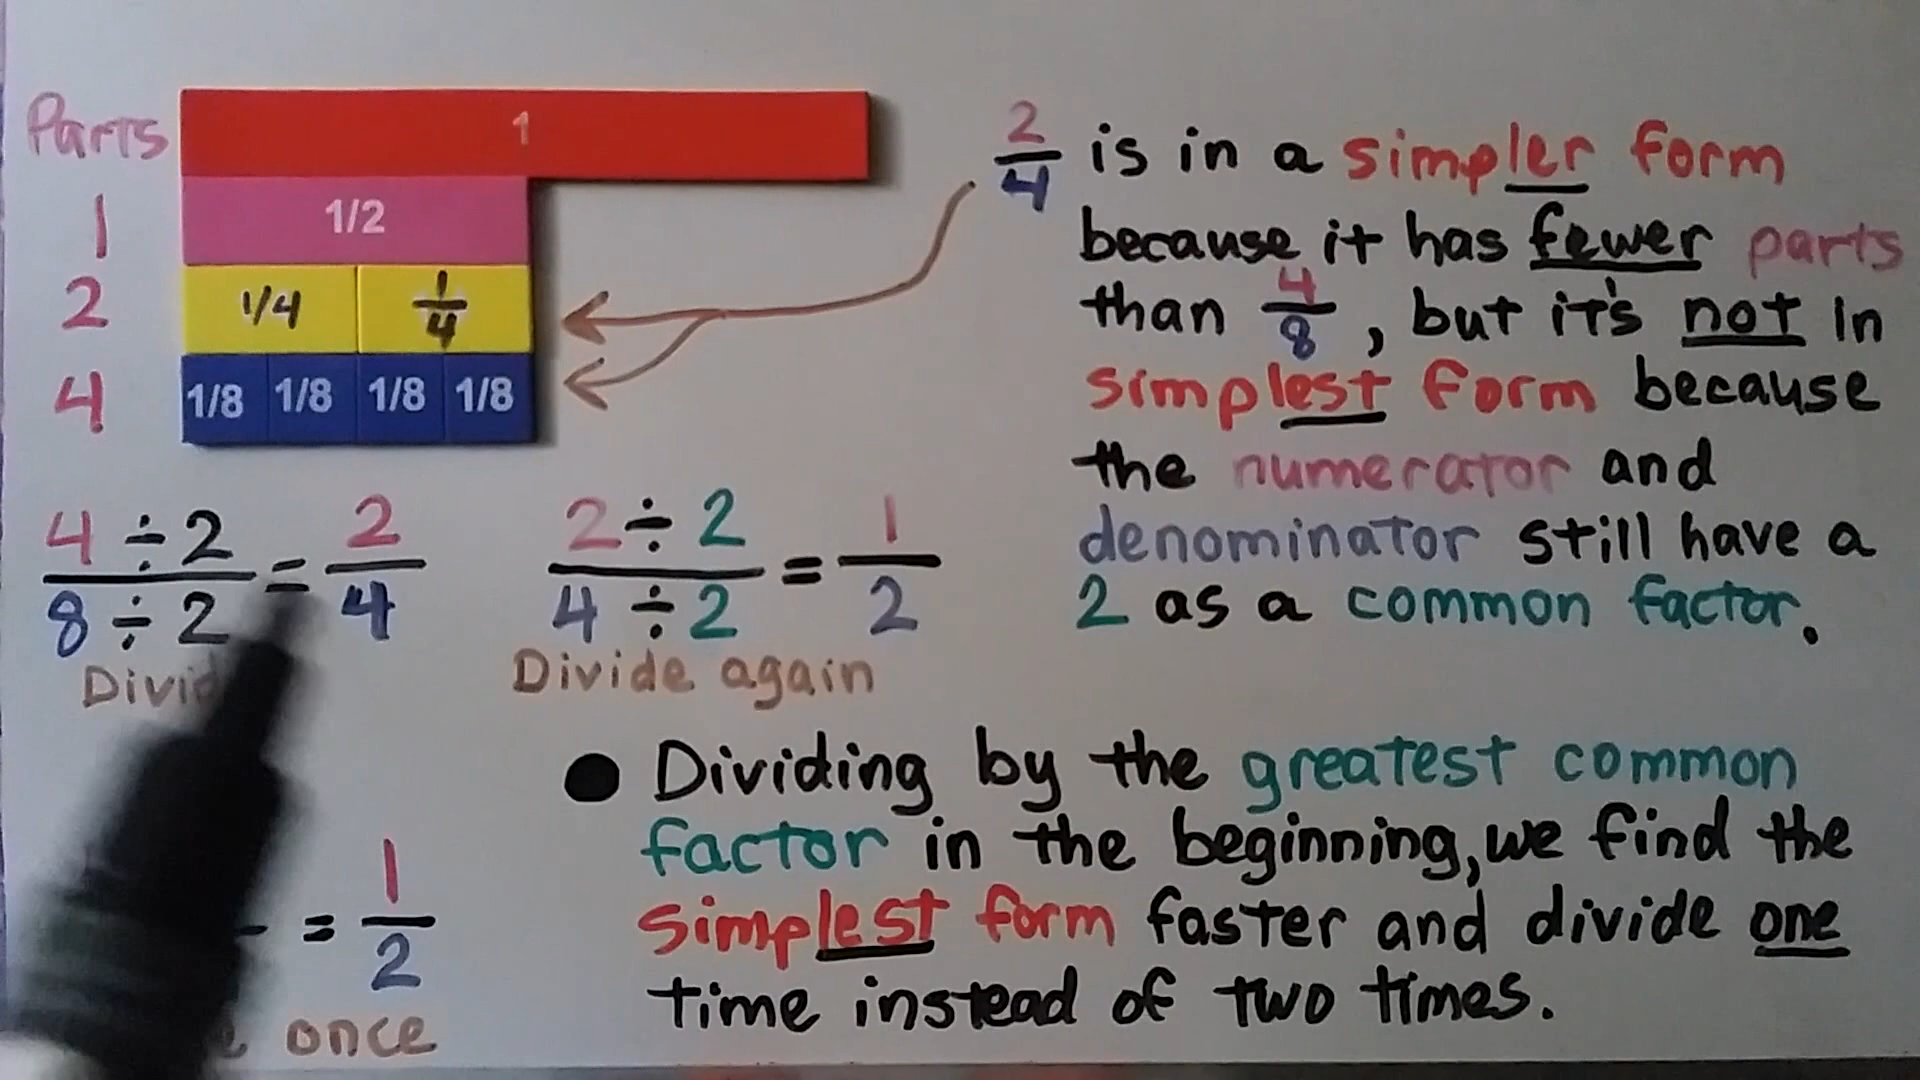 Parts
1
1
1/2
2
1/4 1/4
4
1/8 1/8 1/8 1/8
2/4 is in a simpler form
because it has fewer parts
than 4/8, but it's not in
simplest form because
the numerator and
denominator still have a
2 as a common factor.
4 ÷ 2 / 8 ÷ 2 = 2/4
2 ÷ 2 / 4 ÷ 2 = 1/2
Divide again
= 1/2
once
● Dividing by the greatest common
factor in the beginning, we find the
simplest form faster and divide one
time instead of two times.